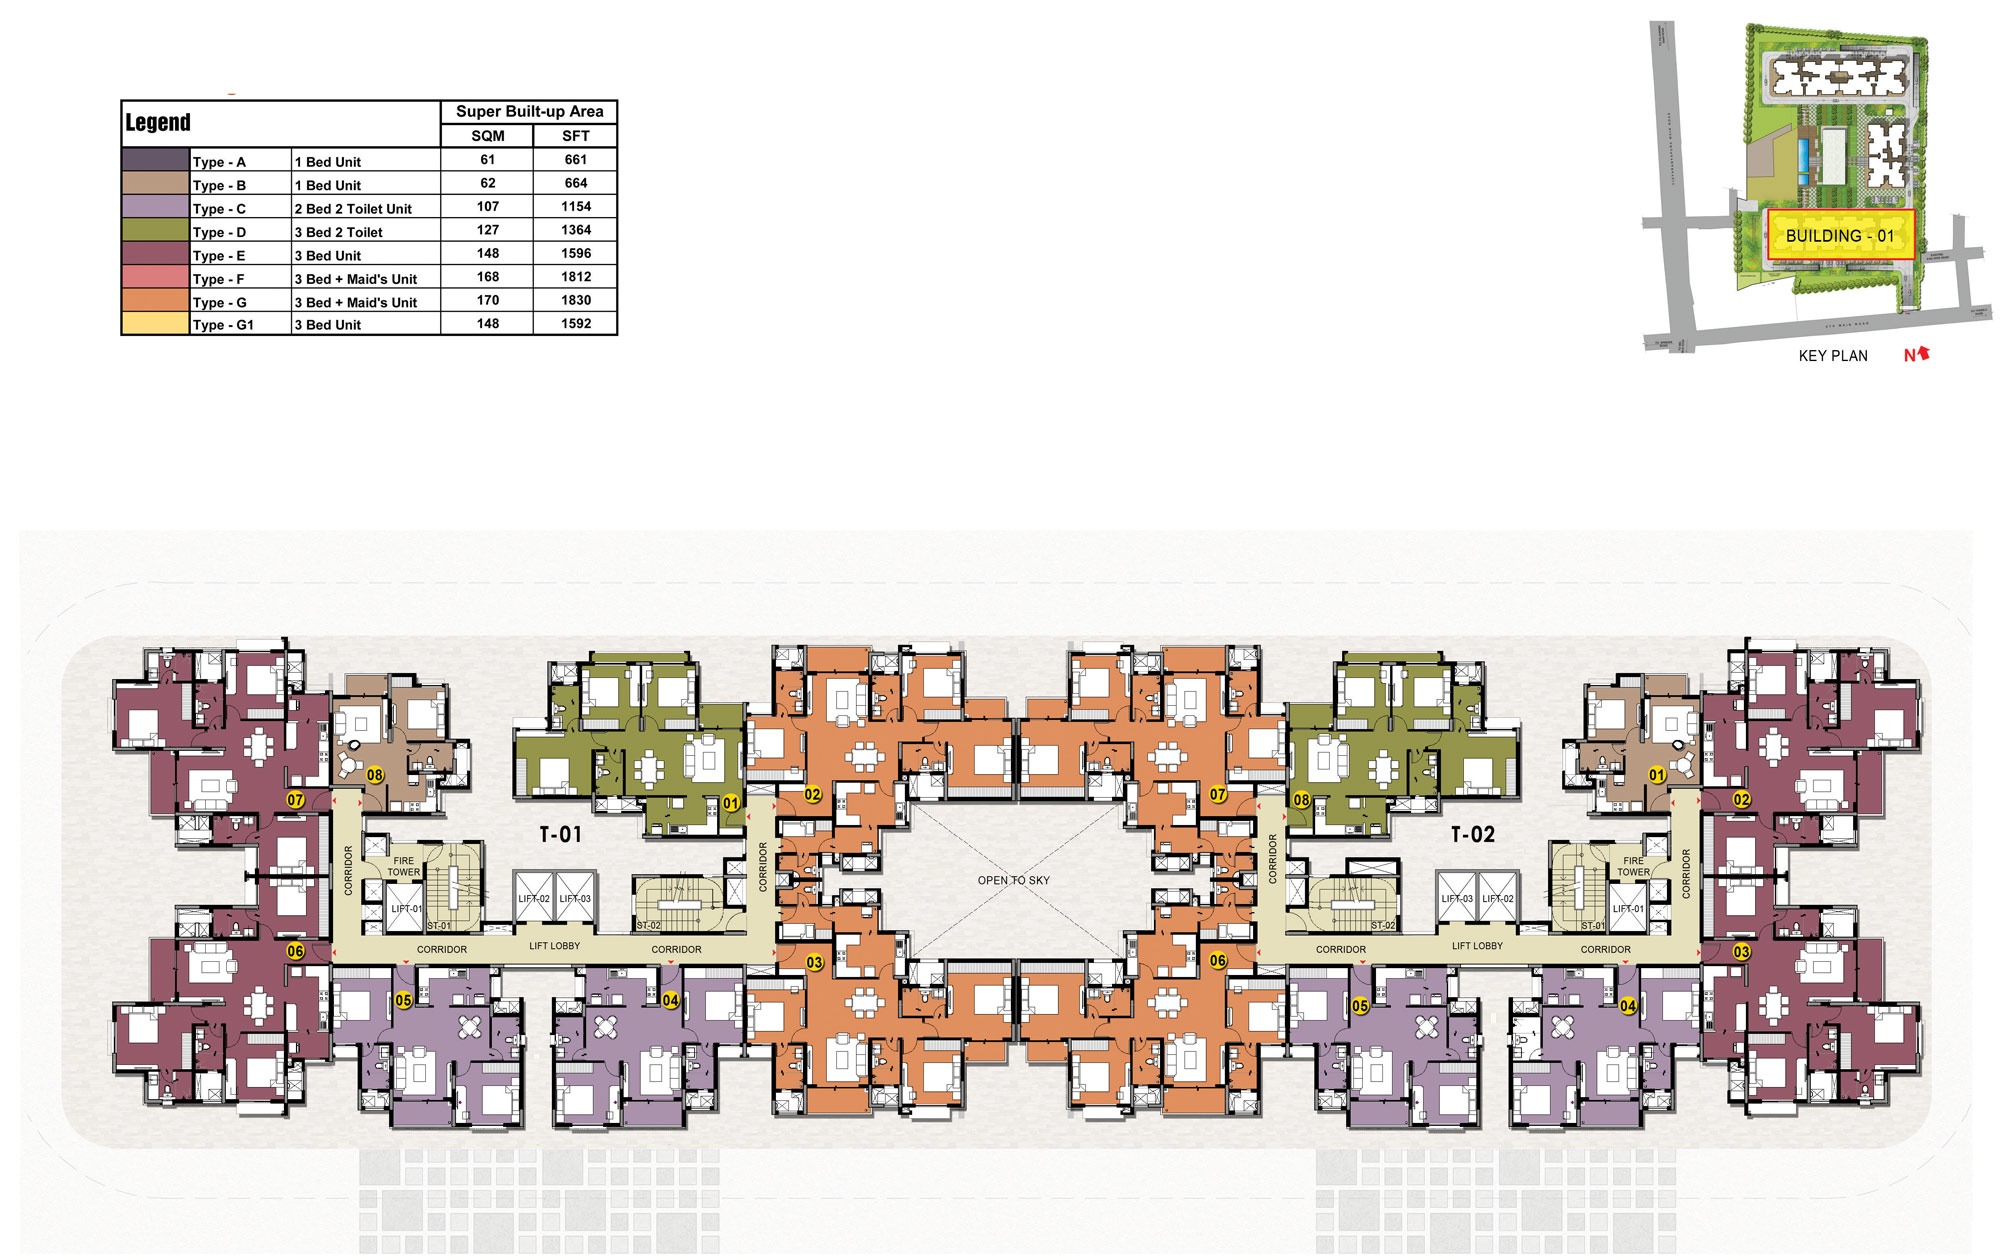 Legend Super Built-up Area
SQM SFT
Type - A 1 Bed Unit 61 661
Type - B 1 Bed Unit 62 664
Type - C 2 Bed 2 Toilet Unit 107 1154
Type - D 3 Bed 2 Toilet 127 1364
Type - E 3 Bed Unit 148 1596
Type - F 3 Bed + Maid's Unit 168 1812
Type - G 3 Bed + Maid's Unit 170 1830
Type - G1 3 Bed Unit 148 1592
BUILDING - 01
KEY PLAN N
07
08
01
02
07
08
01
02
T-01
T-02
CORRIDOR
FIRE
TOWER
LIFT-01
ST-01
LIFT-02
LIFT-03
ST-02
CORRIDOR
OPEN TO SKY
CORRIDOR
ST-02
LIFT-03
LIFT-02
ST-01
FIRE
TOWER
LIFT-01
CORRIDOR
06
CORRIDOR
LIFT LOBBY
CORRIDOR
03
06
CORRIDOR
LIFT LOBBY
CORRIDOR
03
05
04
05
04